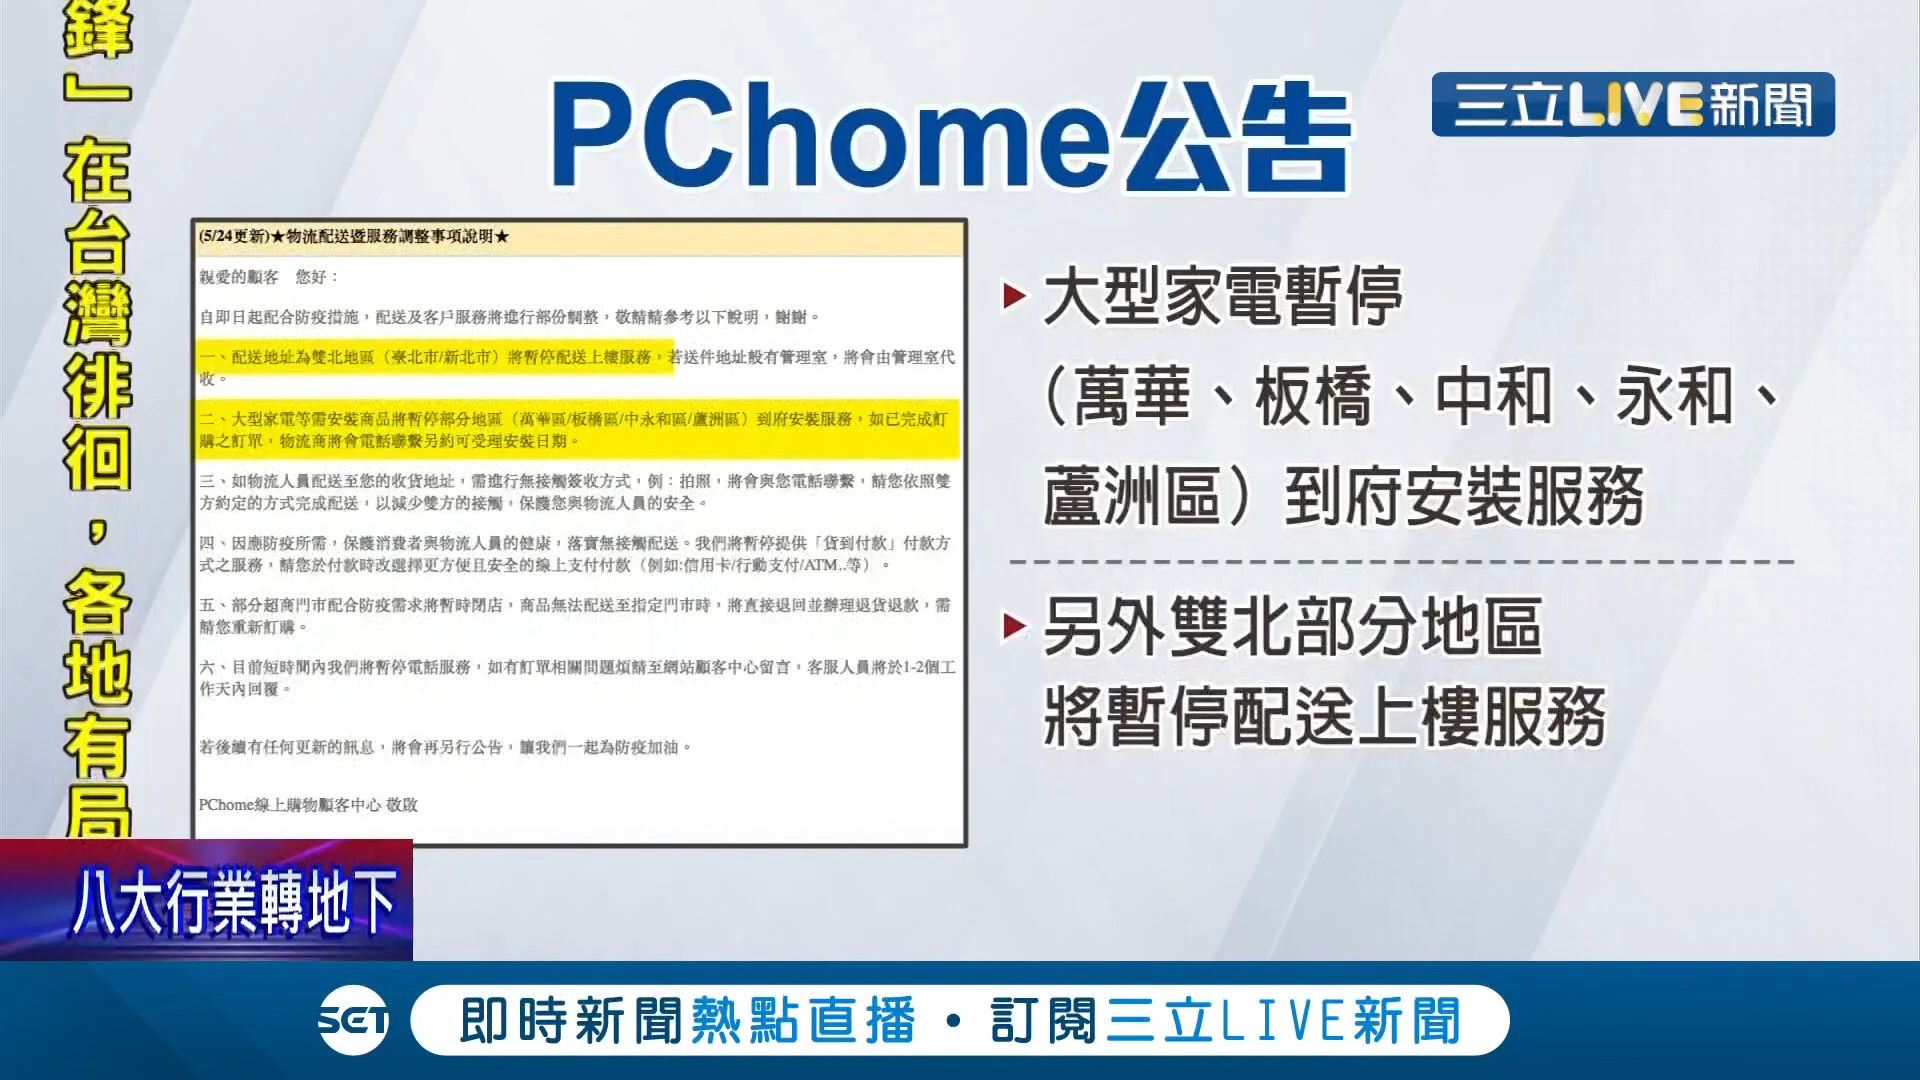 鋒」在台灣徘徊，各地有局
PChome公告
三立LIVE新聞
(5/24更新)★物流配送暨服務調整事項說明★
親愛的顧客　您好：
自即日起配合防疫措施，配送及客戶服務將進行部份調整，敬請請參考以下說明，謝謝。
一、配送地址為雙北地區（臺北市/新北市）將暫停配送上樓服務，若送件地址設有管理室，將會由管理室代
收。
二、大型家電等需安裝商品將暫停部分地區（萬華區/板橋區/中永和區/蘆洲區）到府安裝服務，如已完成訂
購之訂單，物流商將會電話聯繫另約可受理安裝日期。
三、如物流人員配送至您的收貨地址，需進行無接觸簽收方式，例：拍照，將會與您電話聯繫，請您依照雙
方約定的方式完成配送，以減少雙方的接觸，保護您與物流人員的安全。
四、因應防疫所需，保護消費者與物流人員的健康，落實無接觸配送。我們將暫停提供「貨到付款」付款方
式之服務，請您於付款時改選擇更方便且安全的線上支付付款（例如:信用卡/行動支付/ATM..等）。
五、部分超商門市配合防疫需求將暫時閉店，商品無法配送至指定門市時，將直接退回並辦理退貨退款，需
請您重新訂購。
六、目前短時間內我們將暫停電話服務，如有訂單相關問題煩請至網站顧客中心留言，客服人員將於1-2個工
作天內回覆。
若後續有任何更新的訊息，將會再另行公告，讓我們一起為防疫加油。
PChome線上購物顧客中心 敬啟
大型家電暫停
（萬華、板橋、中和、永和、
蘆洲區）到府安裝服務
另外雙北部分地區
將暫停配送上樓服務
八大行業轉地下
SET
即時新聞熱點直播・訂閱三立LIVE新聞